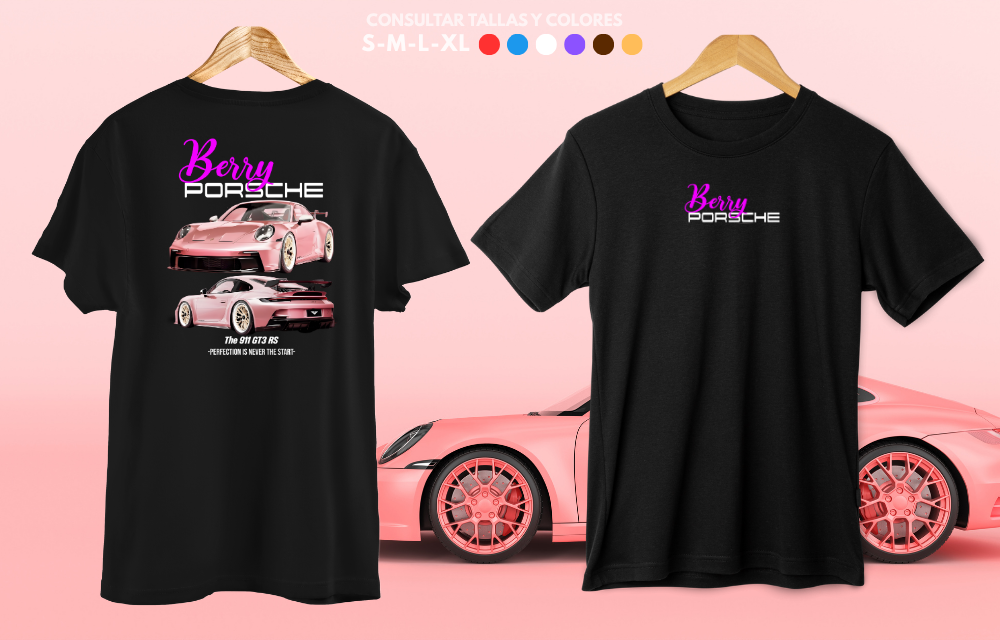 CONSULTAR TALLAS Y COLORES
S-M-L-XL
Berry
PORSCHE
The 911 GT3 RS
-PERFECTION IS NEVER THE START-
Berry
PORSCHE